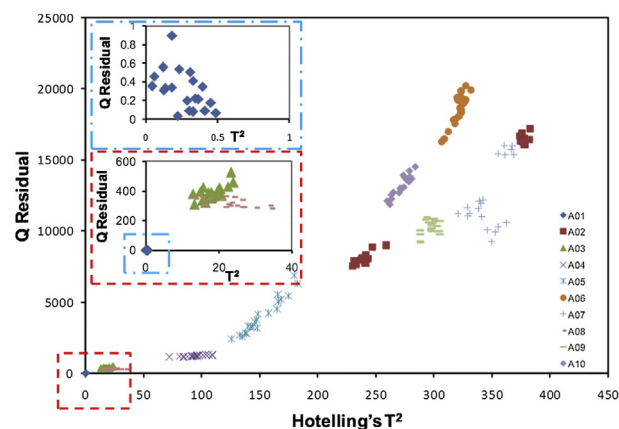 25000
20000
15000
10000
5000
0
Q Residual
0 50 100 150 200 250 300 350 400 450
Hotelling's T²
1
0.8
0.6
0.4
0.2
0
Q Residual
0 0.5 1
T²
600
400
200
0
Q Residual
0 20 40
T²
A01
A02
A03
A04
A05
A06
A07
A08
A09
A10